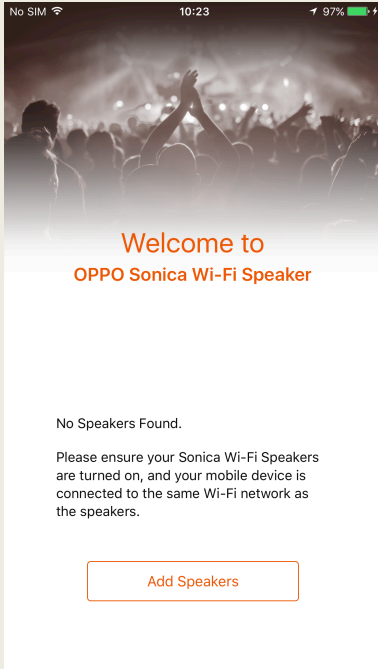 No SIM 10:23 97%
Welcome to
OPPO Sonica Wi-Fi Speaker
No Speakers Found.
Please ensure your Sonica Wi-Fi Speakers
are turned on, and your mobile device is
connected to the same Wi-Fi network as
the speakers.
Add Speakers